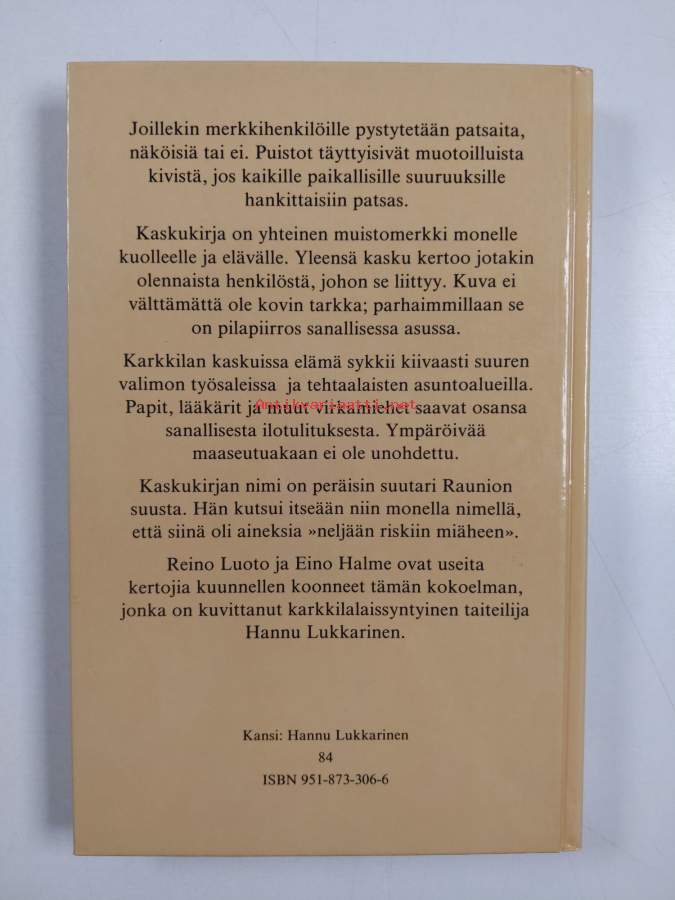 Joillekin merkkihenkilöille pystytetään patsaita,
näköisiä tai ei. Puistot täyttyisivät muotoilluista
kivistä, jos kaikille paikallisille suuruuksille
hankittaisiin patsas.
Kaskukirja on yhteinen muistomerkki monelle
kuolleelle ja elävälle. Yleensä kasku kertoo jotakin
olennaista henkilöstä, johon se liittyy. Kuva ei
välttämättä ole kovin tarkka; parhaimmillaan se
on pilapiirros sanallisessa asussa.
Karkkilan kaskuissa elämä sykkii kiivaasti suuren
valimon työsaleissa ja tehtaalaisten asuntoalueilla.
Papit, lääkärit ja muut virkamiehet saavat osansa
Antikvariaatti.net
sanallisesta ilotulituksesta. Ympäröivää
maaseutuakaan ei ole unohdettu.
Kaskukirjan nimi on peräisin suutari Raunion
suusta. Hän kutsui itseään niin monella nimellä,
että siinä oli aineksia »neljään riskiin miäheen».
Reino Luoto ja Eino Halme ovat useita
kertojia kuunnellen koonneet tämän kokoelman,
jonka on kuvittanut karkkilalaissyntyinen taiteilija
Hannu Lukkarinen.
Kansi: Hannu Lukkarinen
84
ISBN 951-873-306-6